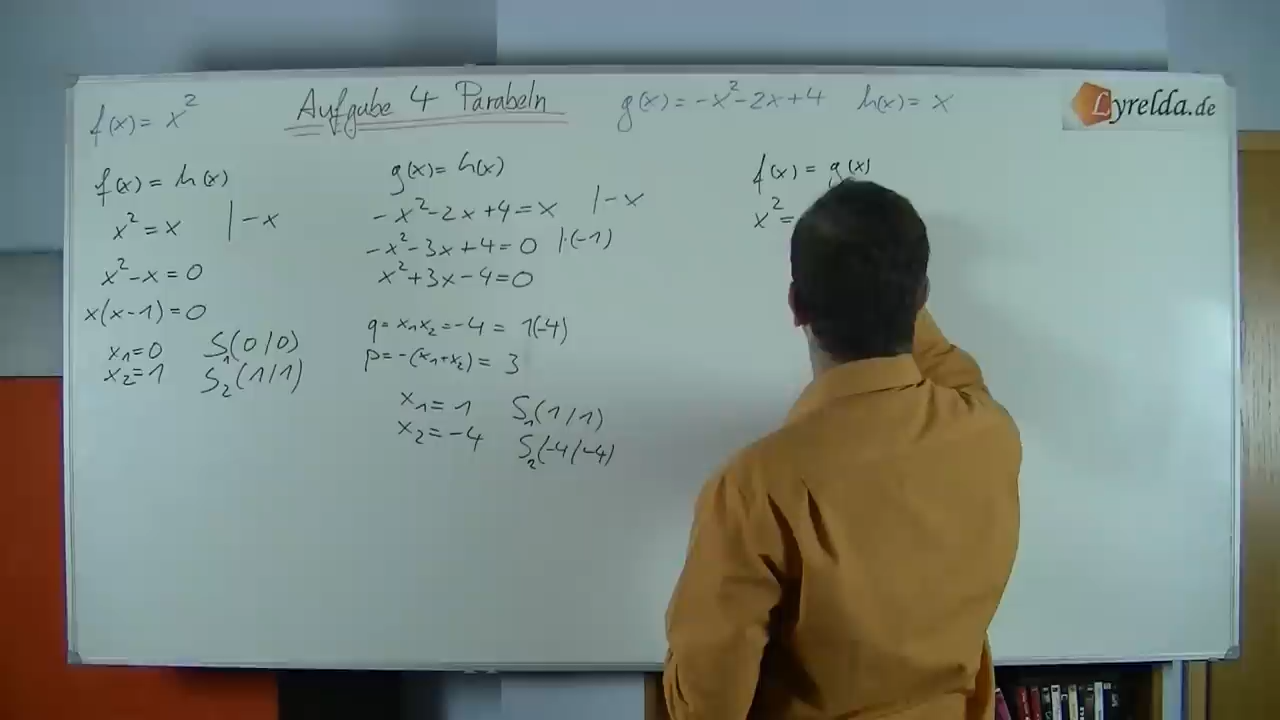 f(x) = x²
Aufgabe 4 Parabeln
g(x) = -x²-2x+4
h(x) = x
Lyrelda.de
f(x) = h(x)
x² = x |-x
x²-x = 0
x(x-1) = 0
x₁=0 S₁(0/0)
x₂=1 S₂(1/1)
g(x) = h(x)
-x²-2x+4 = x |-x
-x²-3x+4 = 0 |·(-1)
x²+3x-4=0
q = x₁x₂ = -4 = 1(-4)
p = -(x₁+x₂) = 3
x₁ = 1 S₁(1/1)
x₂ = -4 S₂(-4/-4)
f(x) = g(x)
x² =